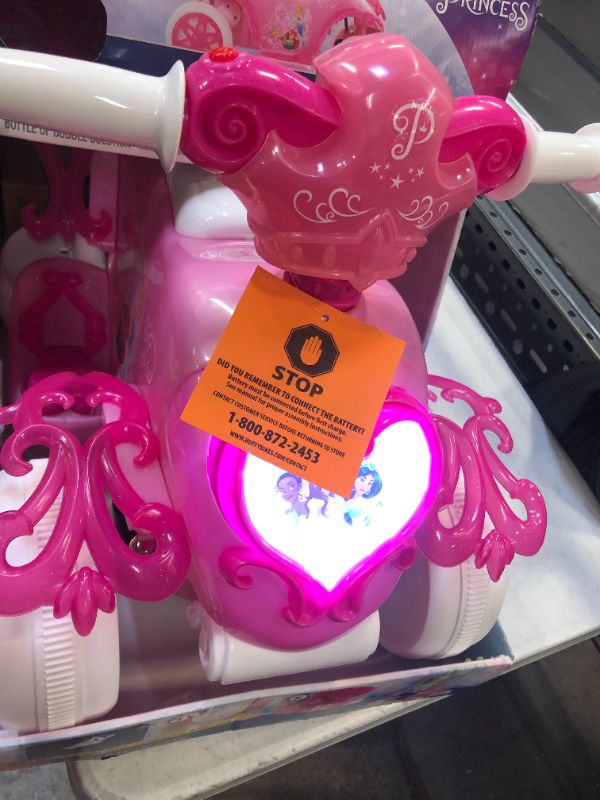 PRINCESS
BOTTLE OF BUBBLE SOLUTION
P
STOP
DID YOU REMEMBER TO CONNECT THE BATTERY?
Battery must be connected before first charge.
See manual for proper assembly instructions.
CONTACT CUSTOMER SERVICE BEFORE RETURNING TO STORE
1-800-872-2453
WWW.HUFFYBIKES.COM/CONTACT